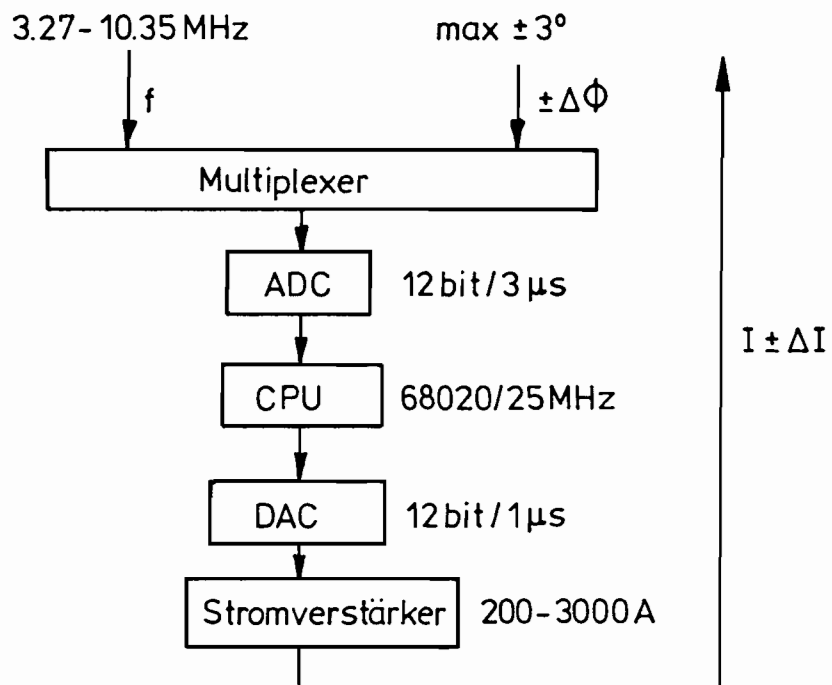 3.27-10.35 MHz
max ±3°
f
±ΔΦ
Multiplexer
ADC
12 bit/3 µs
I ± ΔI
CPU
68020/25 MHz
DAC
12 bit/1 µs
Stromverstärker
200-3000 A